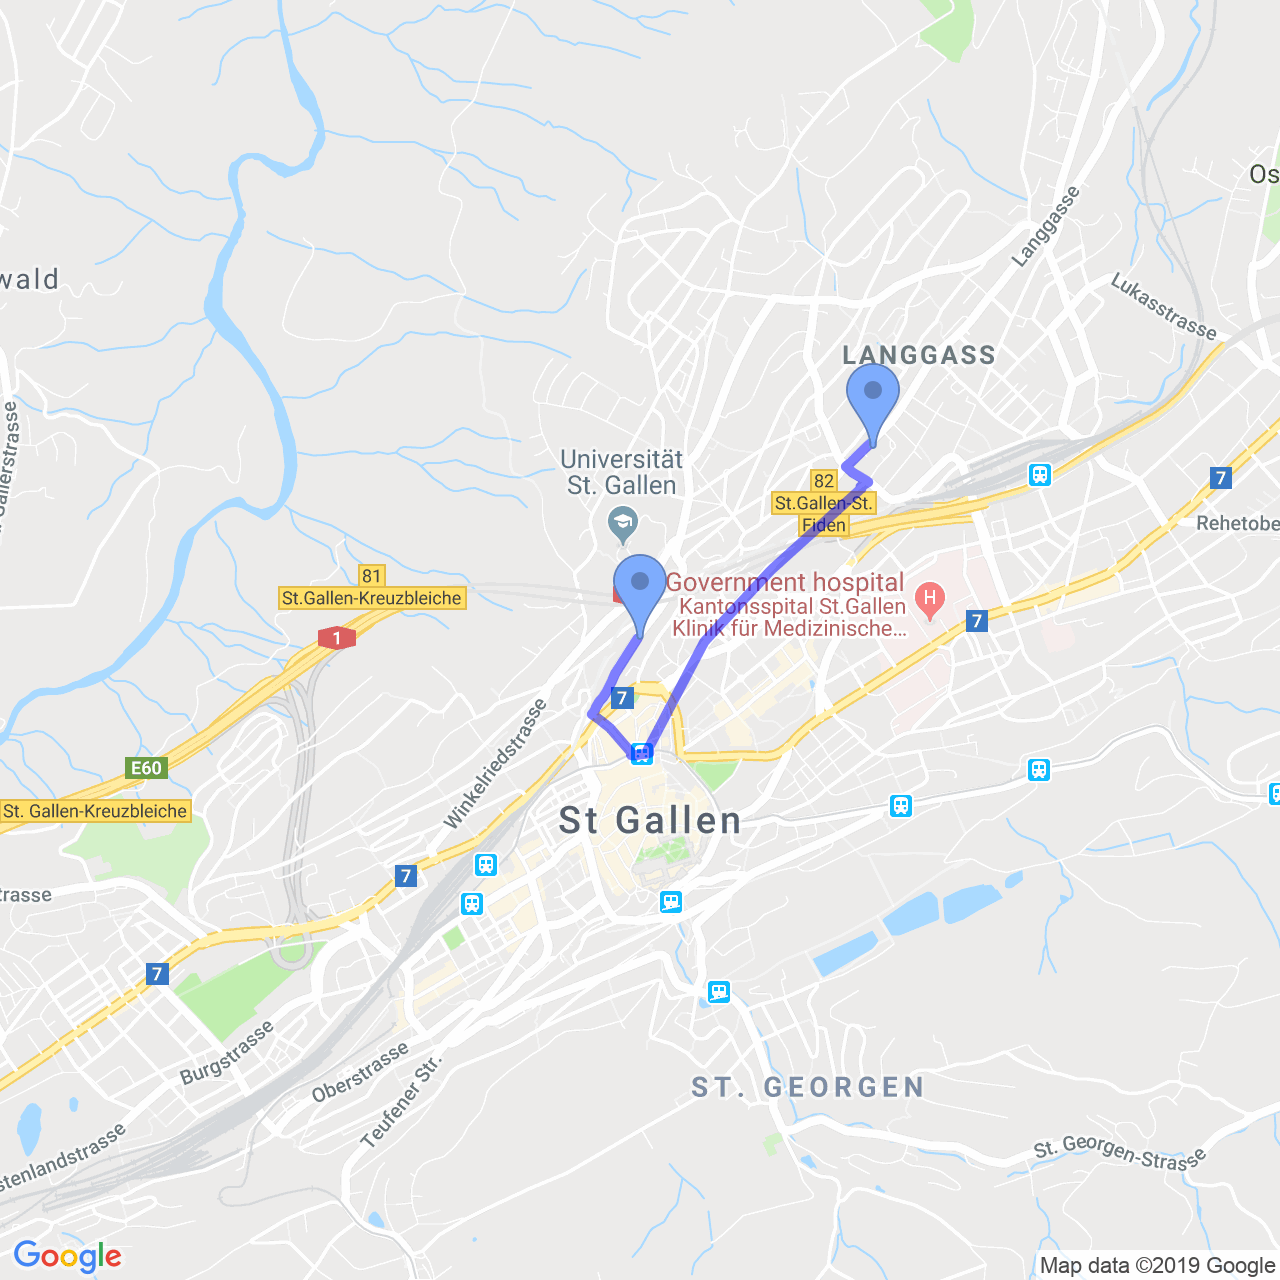 Os
Langgasse
wald
Lukasstrasse
LANGGASS
Gallerstrasse
Universität
St. Gallen
82
St.Gallen-St.
Fiden
7
Rehetobe
81
St.Gallen-Kreuzbleiche
Government hospital
Kantonsspital St.Gallen
Klinik für Medizinische...
H
7
1
7
Winkelriedstrasse
E60
St. Gallen-Kreuzbleiche
St Gallen
7
trasse
7
Burgstrasse
Oberstrasse
Teufener Str.
ST. GEORGEN
stenlandstrasse
St. Georgen-Strasse
Google
Map data ©2019 Google